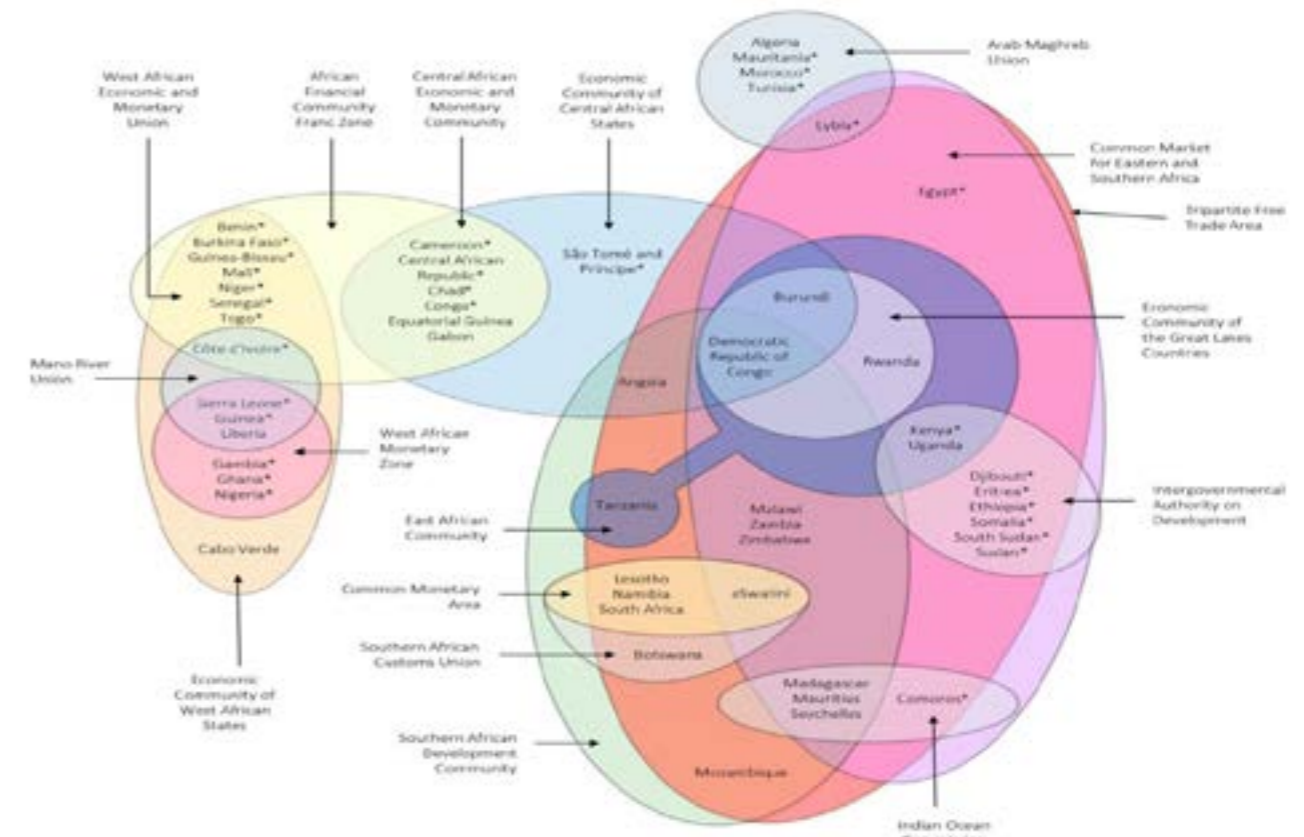 West African
Economic and
Monetary
Union
African
Financial
Community
Franc Zone
Central African
Economic and
Monetary
Community
Economic
Community of
Central African
States
Algeria
Mauritania*
Morocco*
Tunisia*
Lybia*
Arab Maghreb
Union
Common Market
for Eastern and
Southern Africa
Egypt*
Tripartite Free
Trade Area
Benin*
Burkina Faso*
Guinea-Bissau*
Mali*
Niger*
Senegal*
Togo*
Cameroon*
Central African
Republic*
Chad*
Congo*
Equatorial Guinea
Gabon
São Tomé and
Príncipe*
Burundi
Economic
Community of
the Great Lakes
Countries
Côte d'Ivoire*
Mano River
Union
Democratic
Republic of
Congo
Rwanda
Angola
Sierra Leone*
Guinea*
Liberia
West African
Monetary
Zone
Kenya*
Uganda
Gambia*
Ghana*
Nigeria*
Djibouti*
Eritrea*
Ethiopia*
Somalia*
South Sudan*
Sudan*
Intergovernmental
Authority on
Development
Tanzania
East African
Community
Malawi
Zambia
Zimbabwe
Cabo Verde
Common Monetary
Area
Lesotho
Namibia
South Africa
eSwatini
Southern African
Customs Union
Botswana
Economic
Community of
West African
States
Madagascar
Mauritius
Seychelles
Comoros*
Southern African
Development
Community
Mozambique
Indian Ocean